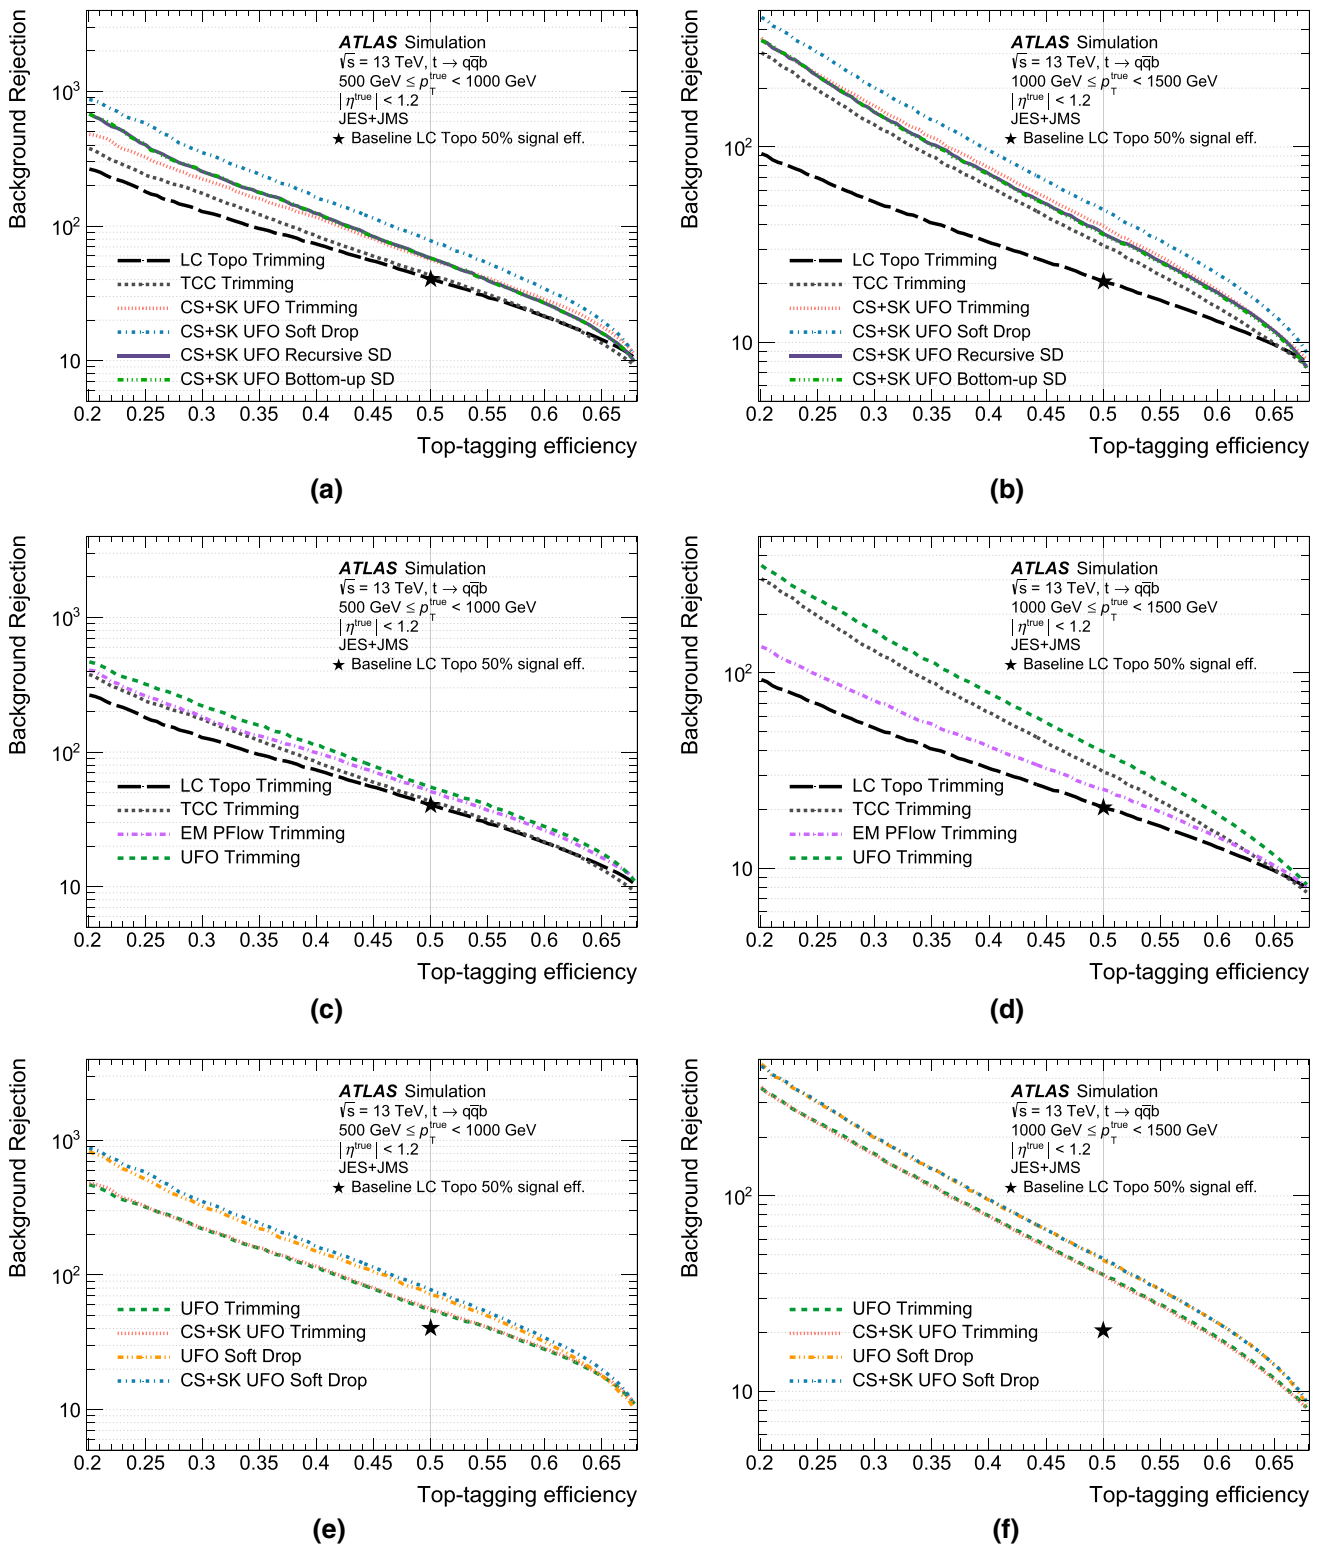 Background Rejection
ATLAS Simulation
√s = 13 TeV, t → qq̅b
500 GeV ≤ p_T^true < 1000 GeV
| η^true | < 1.2
JES+JMS
★ Baseline LC Topo 50% signal eff.
10³
10²
10
LC Topo Trimming
TCC Trimming
CS+SK UFO Trimming
CS+SK UFO Soft Drop
CS+SK UFO Recursive SD
CS+SK UFO Bottom-up SD
0.2 0.25 0.3 0.35 0.4 0.45 0.5 0.55 0.6 0.65
Top-tagging efficiency
(a)
Background Rejection
ATLAS Simulation
√s = 13 TeV, t → qq̅b
1000 GeV ≤ p_T^true < 1500 GeV
| η^true | < 1.2
JES+JMS
★ Baseline LC Topo 50% signal eff.
10²
10
LC Topo Trimming
TCC Trimming
CS+SK UFO Trimming
CS+SK UFO Soft Drop
CS+SK UFO Recursive SD
CS+SK UFO Bottom-up SD
0.2 0.25 0.3 0.35 0.4 0.45 0.5 0.55 0.6 0.65
Top-tagging efficiency
(b)
Background Rejection
ATLAS Simulation
√s = 13 TeV, t → qq̅b
500 GeV ≤ p_T^true < 1000 GeV
| η^true | < 1.2
JES+JMS
★ Baseline LC Topo 50% signal eff.
10³
10²
10
LC Topo Trimming
TCC Trimming
EM PFlow Trimming
UFO Trimming
0.2 0.25 0.3 0.35 0.4 0.45 0.5 0.55 0.6 0.65
Top-tagging efficiency
(c)
Background Rejection
ATLAS Simulation
√s = 13 TeV, t → qq̅b
1000 GeV ≤ p_T^true < 1500 GeV
| η^true | < 1.2
JES+JMS
★ Baseline LC Topo 50% signal eff.
10²
10
LC Topo Trimming
TCC Trimming
EM PFlow Trimming
UFO Trimming
0.2 0.25 0.3 0.35 0.4 0.45 0.5 0.55 0.6 0.65
Top-tagging efficiency
(d)
Background Rejection
ATLAS Simulation
√s = 13 TeV, t → qq̅b
500 GeV ≤ p_T^true < 1000 GeV
| η^true | < 1.2
JES+JMS
★ Baseline LC Topo 50% signal eff.
10³
10²
10
UFO Trimming
CS+SK UFO Trimming
UFO Soft Drop
CS+SK UFO Soft Drop
0.2 0.25 0.3 0.35 0.4 0.45 0.5 0.55 0.6 0.65
Top-tagging efficiency
(e)
Background Rejection
ATLAS Simulation
√s = 13 TeV, t → qq̅b
1000 GeV ≤ p_T^true < 1500 GeV
| η^true | < 1.2
JES+JMS
★ Baseline LC Topo 50% signal eff.
10²
10
UFO Trimming
CS+SK UFO Trimming
UFO Soft Drop
CS+SK UFO Soft Drop
0.2 0.25 0.3 0.35 0.4 0.45 0.5 0.55 0.6 0.65
Top-tagging efficiency
(f)